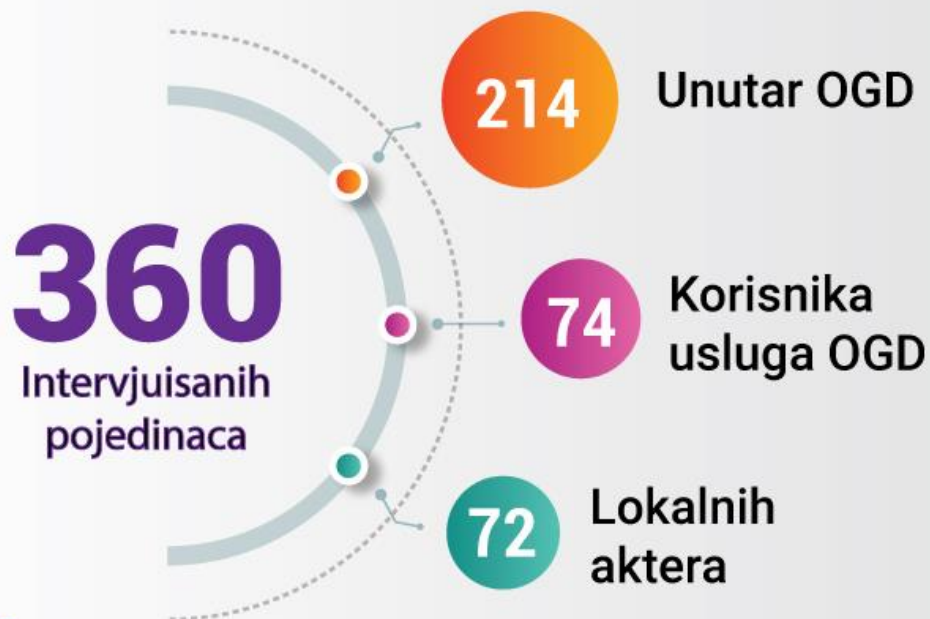 360
Intervjuisanih
pojedinaca
214
Unutar OGD
74
Korisnika
usluga OGD
72
Lokalnih
aktera